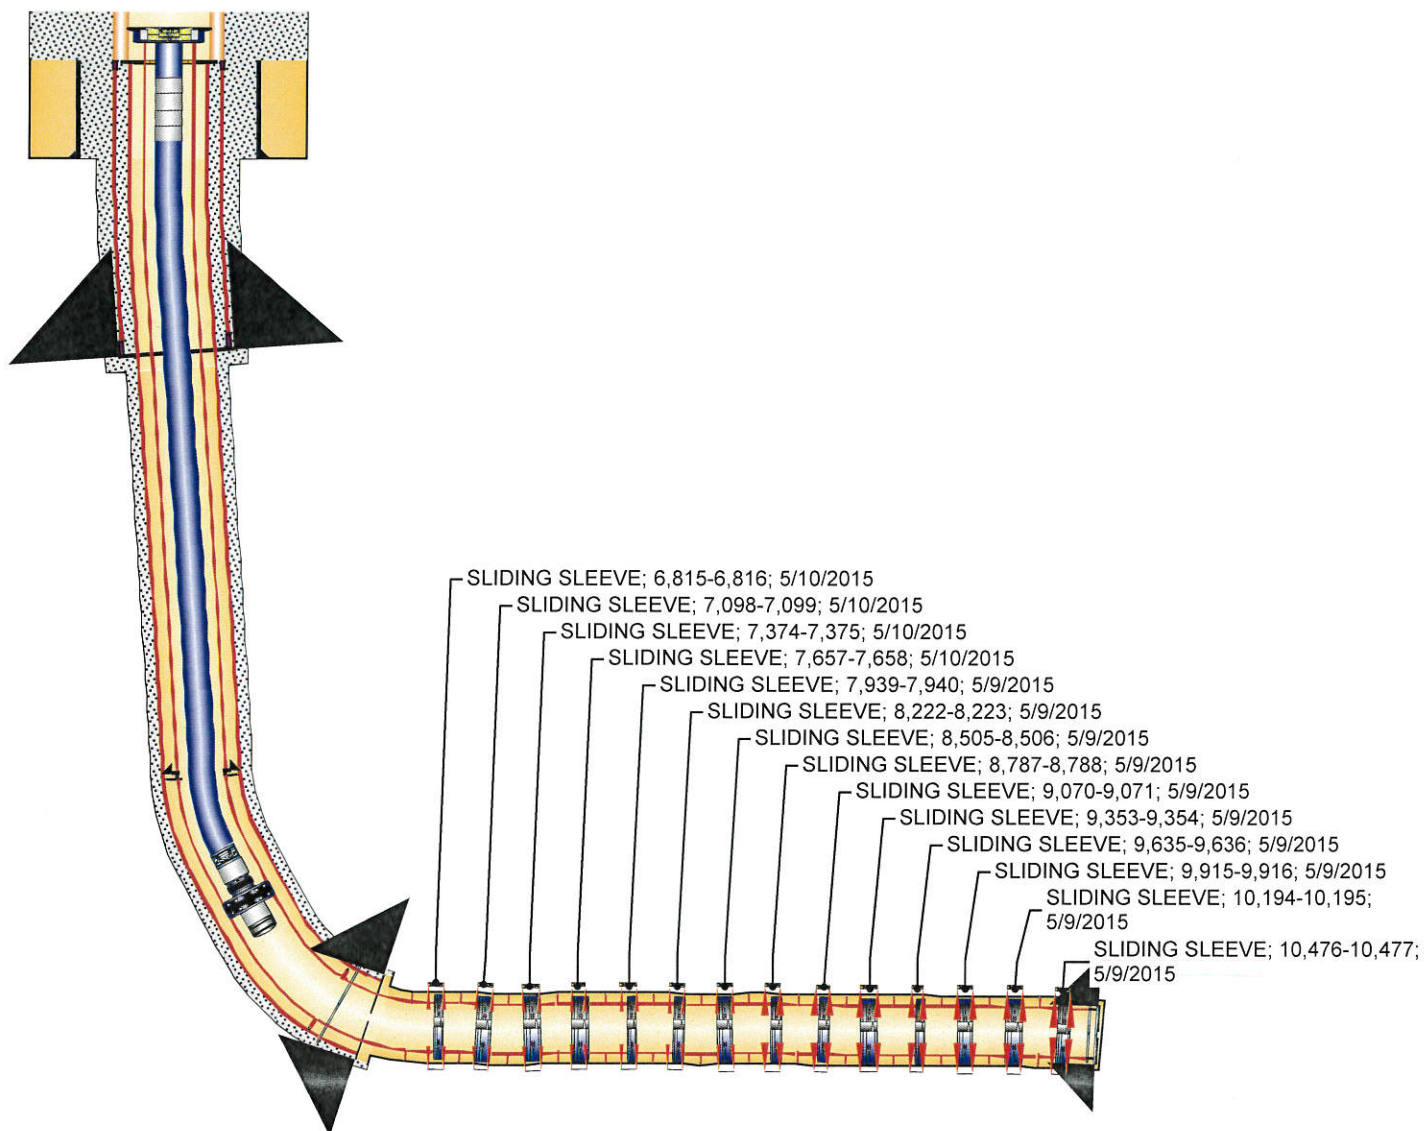 SLIDING SLEEVE; 6,815-6,816; 5/10/2015
SLIDING SLEEVE; 7,098-7,099; 5/10/2015
SLIDING SLEEVE; 7,374-7,375; 5/10/2015
SLIDING SLEEVE; 7,657-7,658; 5/10/2015
SLIDING SLEEVE; 7,939-7,940; 5/9/2015
SLIDING SLEEVE; 8,222-8,223; 5/9/2015
SLIDING SLEEVE; 8,505-8,506; 5/9/2015
SLIDING SLEEVE; 8,787-8,788; 5/9/2015
SLIDING SLEEVE; 9,070-9,071; 5/9/2015
SLIDING SLEEVE; 9,353-9,354; 5/9/2015
SLIDING SLEEVE; 9,635-9,636; 5/9/2015
SLIDING SLEEVE; 9,915-9,916; 5/9/2015
SLIDING SLEEVE; 10,194-10,195;
5/9/2015
SLIDING SLEEVE; 10,476-10,477;
5/9/2015